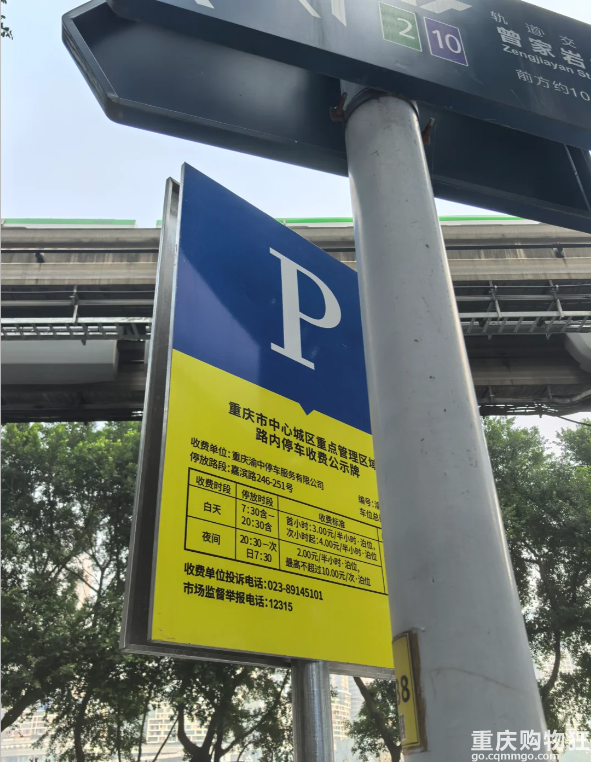 2
10
轨道交
曾家岩
Zengjiayan St
前方约10
P
重庆市中心城区重点管理区域
路内停车收费公示牌
收费单位:重庆渝中停车服务有限公司
编号:渝
停放路段:嘉滨路246-251号
车位总
收费时段 停放时段 收费标准
白天 7:30含— 20:30含 首小时:3.00元/半小时·泊位,
次小时起:4.00元/半小时·泊位
夜间 20:30—次日7:30 2.00元/半小时·泊位
最高不超过10.00元/次·泊位
收费单位投诉电话:023-89145101
市场监督举报电话:12315
8
重庆购物狂
go.cqmmgo.com